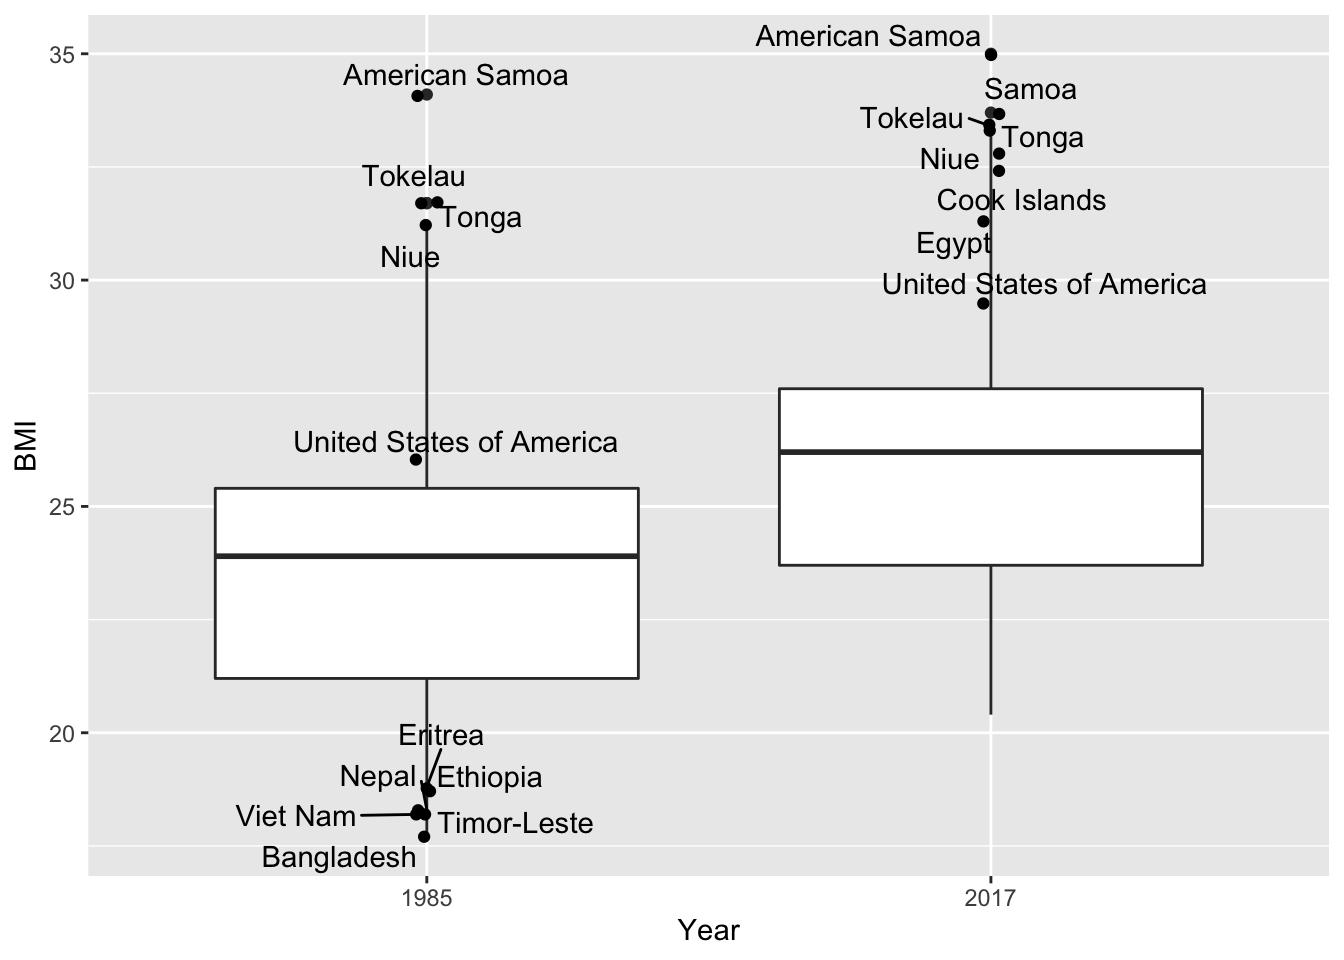 American Samoa
35
American Samoa
Samoa
Tokelau
Tonga
Tokelau
Niue
Tonga
Cook Islands
Niue
Egypt
30
United States of America
United States of America
BMI
25
20
Eritrea
Nepal
Ethiopia
Viet Nam
Timor-Leste
Bangladesh
1985
2017
Year